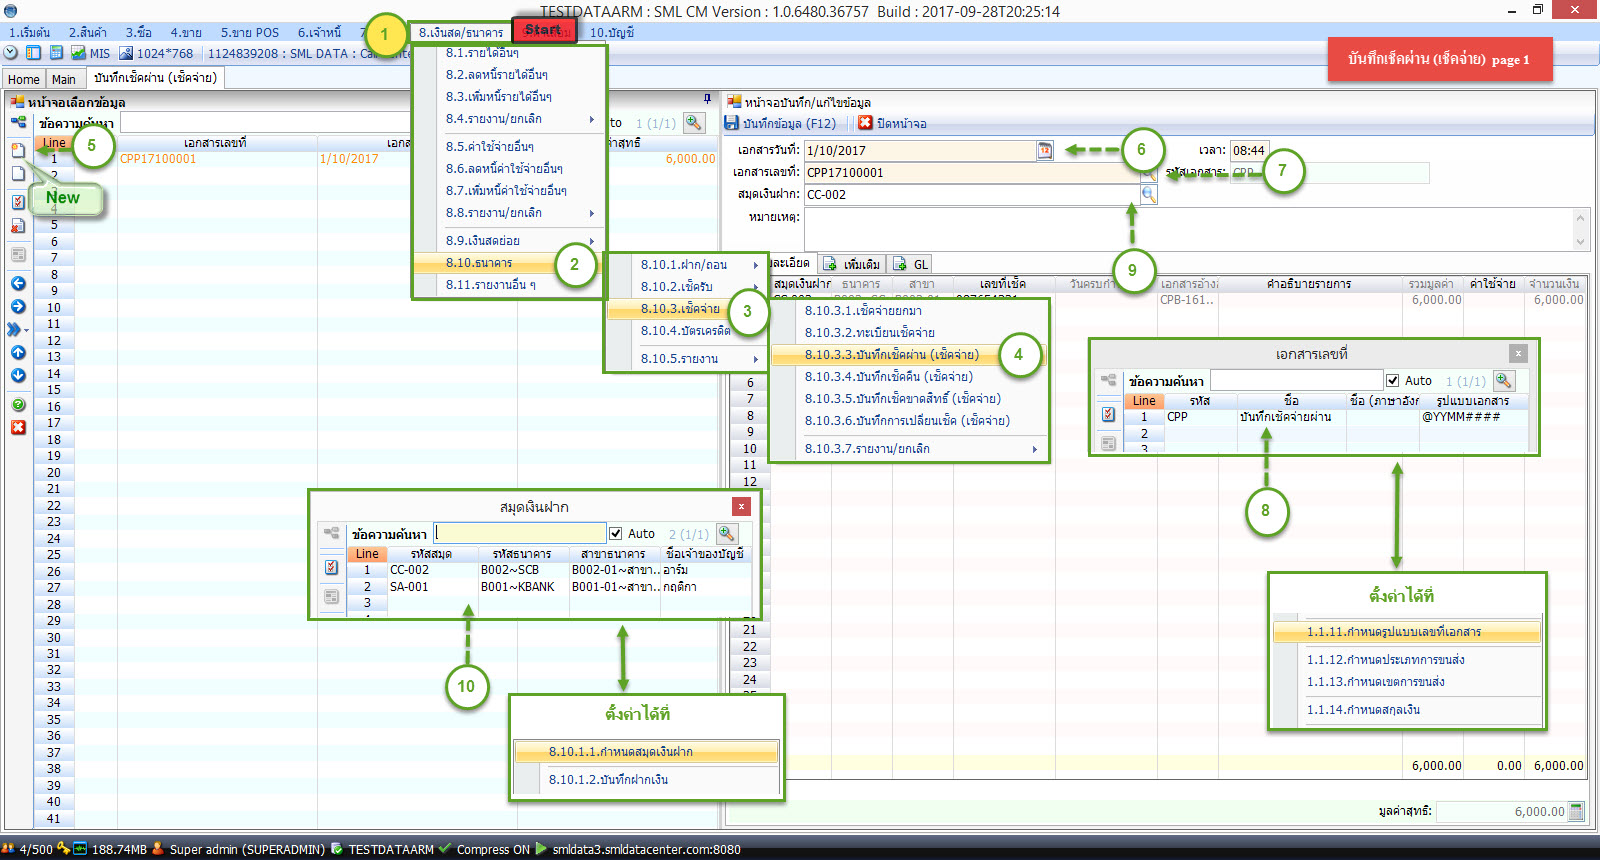 TESTDATAARM : SML CM Version : 1.0.6480.36757  Build : 2017-09-28T20:25:14
1.เริ่มต้น 2.สินค้า 3.ซื้อ 4.ขาย 5.ขาย POS 6.เจ้าหนี้ 8.เงินสด/ธนาคาร 10.บัญชี
1
Start
MIS 1024*768 1124839208 : SML DATA :
บันทึกเช็คผ่าน (เช็คจ่าย) page 1
Home Main บันทึกเช็คผ่าน (เช็คจ่าย)
หน้าจอเลือกข้อมูล
ข้อความค้นหา 1 (1/1)
Line เอกสารเลขที่
1 CPP17100001 1/10/2017 6,000.00
2
5
New
5
6
7
8
9
10
11
12
13
14
15
16
17
18
19
20
21
22
23
24
25
26
27
28
29
30
31
32
33
34
35
36
37
38
39
40
41
8.1.รายได้อื่นๆ
8.2.ลดหนี้รายได้อื่นๆ
8.3.เพิ่มหนี้รายได้อื่นๆ
8.4.รายงาน/ยกเลิก
8.5.ค่าใช้จ่ายอื่นๆ
8.6.ลดหนี้ค่าใช้จ่ายอื่นๆ
8.7.เพิ่มหนี้ค่าใช้จ่ายอื่นๆ
8.8.รายงาน/ยกเลิก
8.9.เงินสดย่อย
8.10.ธนาคาร
8.11.รายงานอื่น ๆ
2
8.10.1.ฝาก/ถอน
8.10.2.เช็ครับ
8.10.3.เช็คจ่าย
8.10.4.บัตรเครดิต
8.10.5.รายงาน
3
8.10.3.1.เช็คจ่ายยกมา
8.10.3.2.ทะเบียนเช็คจ่าย
8.10.3.3.บันทึกเช็คผ่าน (เช็คจ่าย)
8.10.3.4.บันทึกเช็คคืน (เช็คจ่าย)
8.10.3.5.บันทึกเช็คขาดสิทธิ์ (เช็คจ่าย)
8.10.3.6.บันทึกการเปลี่ยนเช็ค (เช็คจ่าย)
8.10.3.7.รายงาน/ยกเลิก
4
หน้าจอบันทึก/แก้ไขข้อมูล
บันทึกข้อมูล (F12) ปิดหน้าจอ
เอกสารวันที่: 1/10/2017 6 เวลา: 08:44
เอกสารเลขที่: CPP17100001 รหัสเอกสาร: 7 CPP
สมุดเงินฝาก: CC-002
หมายเหตุ:
9
เพิ่มเติม GL
สมุดเงินฝาก ธนาคาร สาขา เลขที่เช็ค คำอธิบายรายการ รวมมูลค่า ค่าใช้จ่าย จำนวนเงิน
CPB-161.. 6,000.00 6,000.00
6
7
8
9
10
11
12
เอกสารเลขที่
ข้อความค้นหา Auto 1 (1/1)
Line รหัส ชื่อ ชื่อ (ภาษาอังก รูปแบบเอกสาร
1 CPP บันทึกเช็คจ่ายผ่าน @YYMM####
2
3
8
ตั้งค่าได้ที่
1.1.11.กำหนดรูปแบบเลขที่เอกสาร
1.1.12.กำหนดประเภทการขนส่ง
1.1.13.กำหนดเขตการขนส่ง
1.1.14.กำหนดสกุลเงิน
สมุดเงินฝาก
ข้อความค้นหา Auto 2 (1/1)
Line รหัสสมุด รหัสธนาคาร สาขาธนาคาร ชื่อเจ้าของบัญชี
1 CC-002 B002~SCB B002-01~สาขา.. อาร์ม
2 SA-001 B001~KBANK B001-01~สาขา.. กฤติกา
3
10
ตั้งค่าได้ที่
8.10.1.1.กำหนดสมุดเงินฝาก
8.10.1.2.บันทึกฝากเงิน
21
22
23
24
6,000.00 0.00 6,000.00
มูลค่าสุทธิ: 6,000.00
4/500 188.74MB Super admin (SUPERADMIN) TESTDATAARM Compress ON smldata3.smldatacenter.com:8080